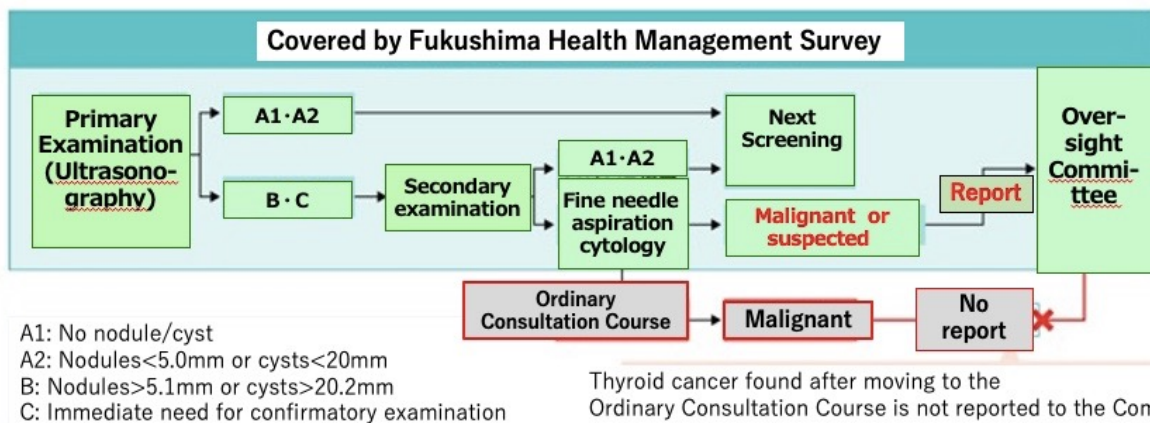 Covered by Fukushima Health Management Survey
Primary
Examination
(Ultrasono-
graphy)
A1·A2
B·C
Secondary
examination
A1·A2
Fine needle
aspiration
cytology
Next
Screening
Malignant or
suspected
Report
Over-
sight
Commi-
ttee
Ordinary
Consultation Course
Malignant
No
report
A1: No nodule/cyst
A2: Nodules<5.0mm or cysts<20mm
B: Nodules>5.1mm or cysts>20.2mm
C: Immediate need for confirmatory examination
Thyroid cancer found after moving to the
Ordinary Consultation Course is not reported to the Com